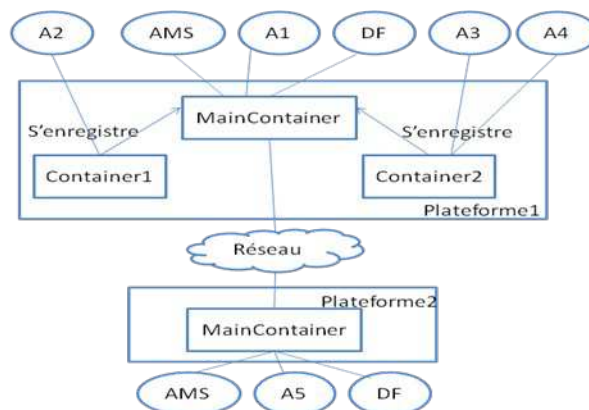 A2
AMS
A1
DF
A3
A4
MainContainer
S'enregistre
S'enregistre
Container1
Container2
Plateforme1
Réseau
Plateforme2
MainContainer
AMS
A5
DF